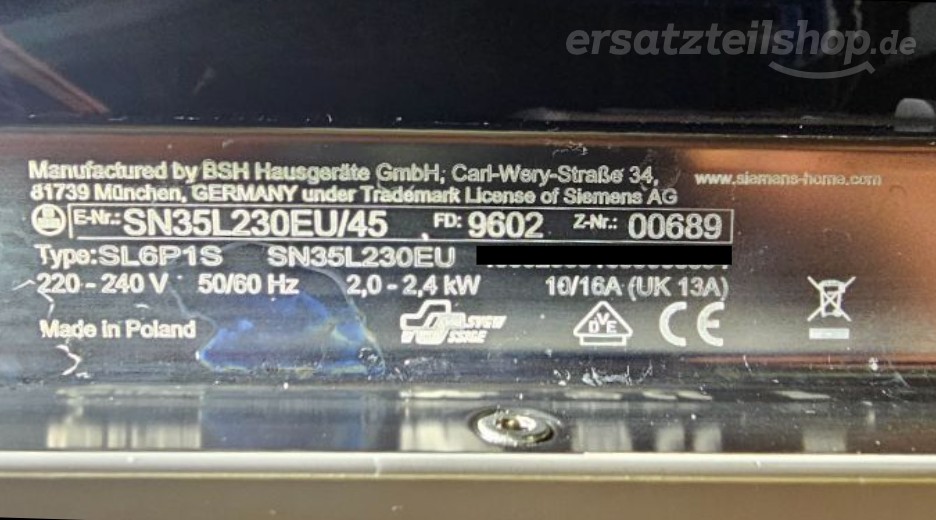 ersatzteilshop.de
Manufactured by BSH Hausgeräte GmbH, Carl-Wery-Straße 34,
www.siemens-home.com
81739 München, GERMANY under Trademark License of Siemens AG
E-Nr.: SN35L230EU/45 FD: 9602 Z-Nr.: 00689
Type: SL6P1S SN35L230EU
220 - 240 V 50/60 Hz 2,0 - 2,4 kW 10/16A (UK 13A)
Made in Poland
VDE CE